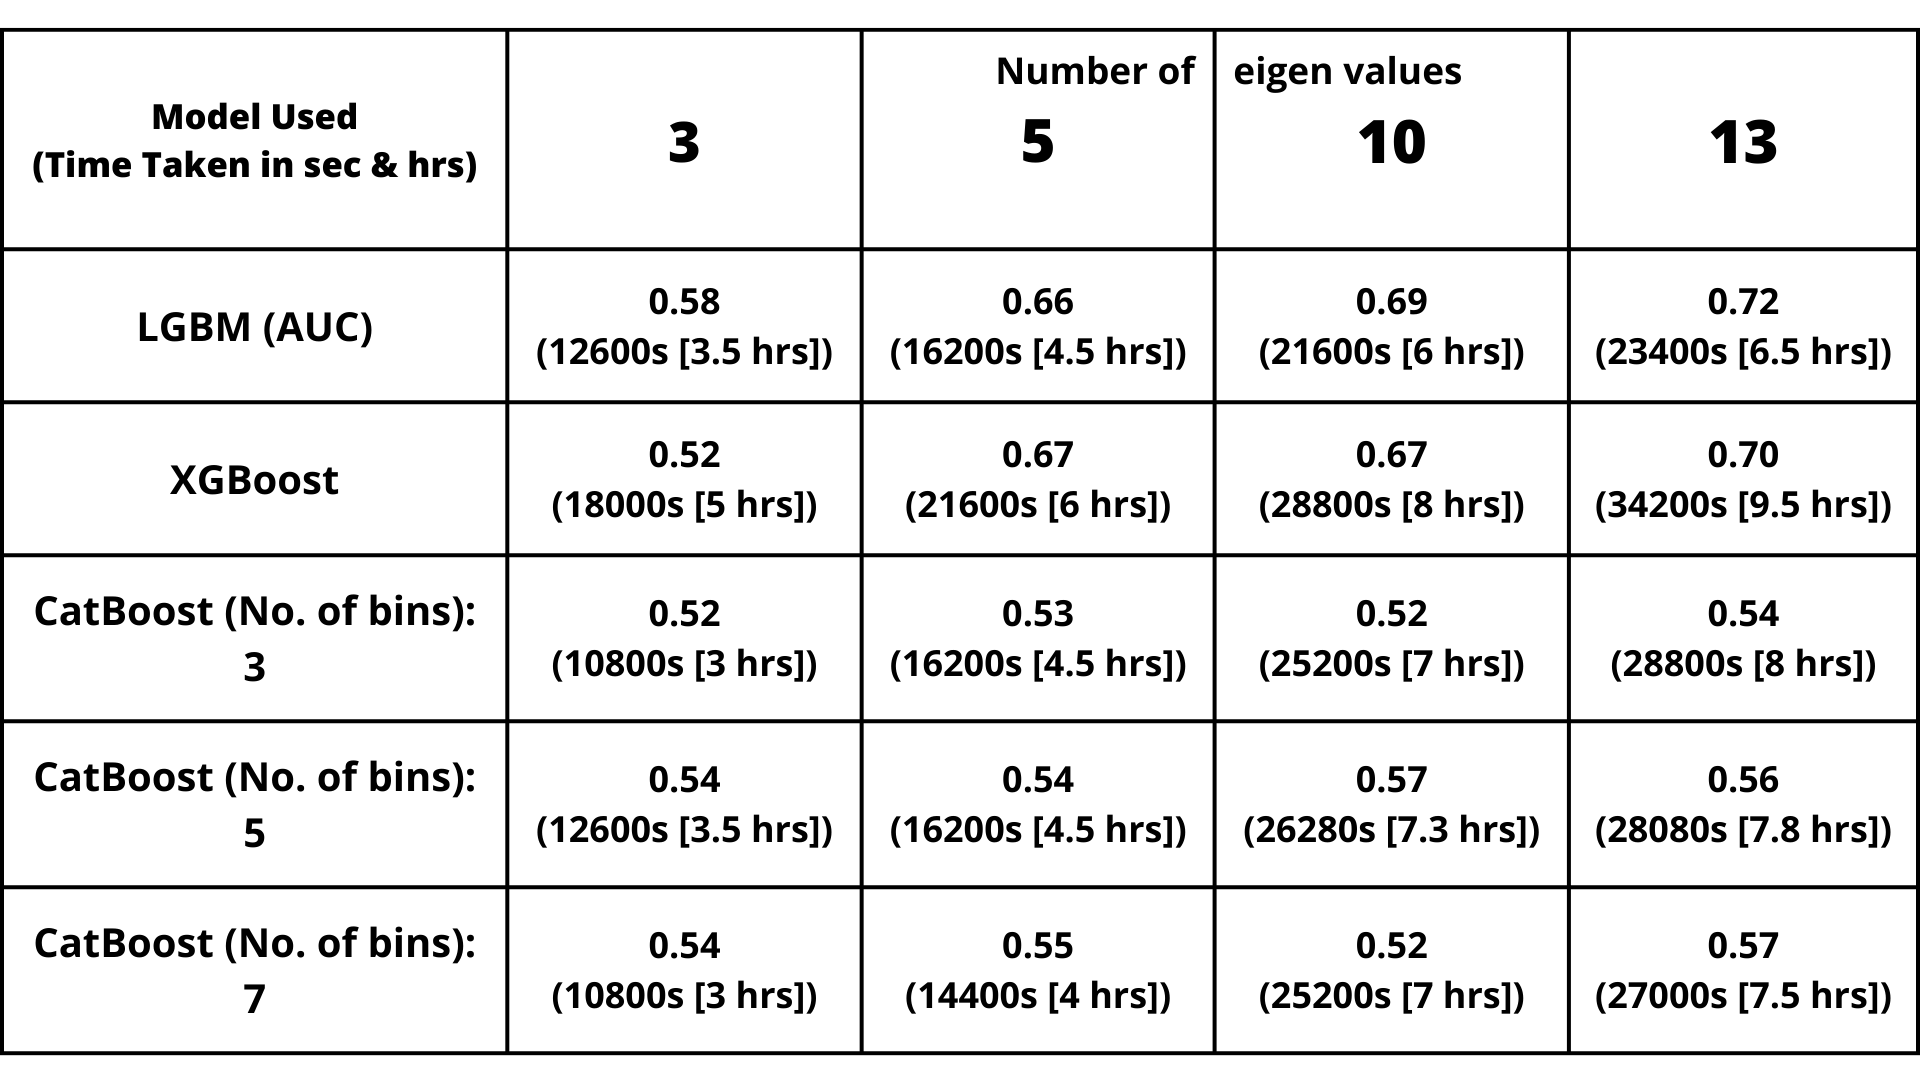 Number of eigen values
Model Used
(Time Taken in sec & hrs)
3 5 10 13
LGBM (AUC)
0.58 0.66 0.69 0.72
(12600s [3.5 hrs]) (16200s [4.5 hrs]) (21600s [6 hrs]) (23400s [6.5 hrs])
XGBoost
0.52 0.67 0.67 0.70
(18000s [5 hrs]) (21600s [6 hrs]) (28800s [8 hrs]) (34200s [9.5 hrs])
CatBoost (No. of bins):
3
0.52 0.53 0.52 0.54
(10800s [3 hrs]) (16200s [4.5 hrs]) (25200s [7 hrs]) (28800s [8 hrs])
CatBoost (No. of bins):
5
0.54 0.54 0.57 0.56
(12600s [3.5 hrs]) (16200s [4.5 hrs]) (26280s [7.3 hrs]) (28080s [7.8 hrs])
CatBoost (No. of bins):
7
0.54 0.55 0.52 0.57
(10800s [3 hrs]) (14400s [4 hrs]) (25200s [7 hrs]) (27000s [7.5 hrs])